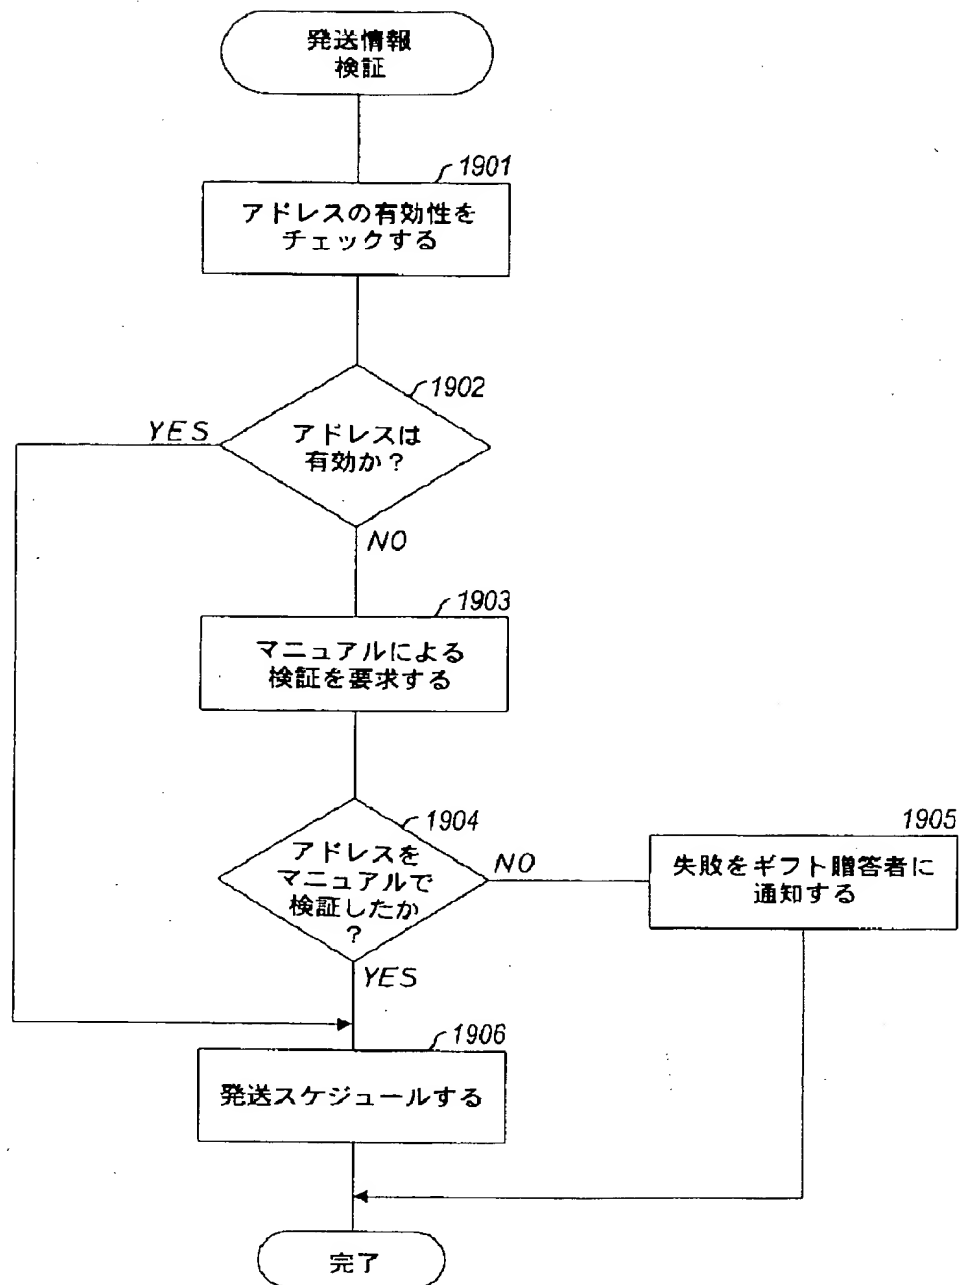 発送情報
検証
1901
アドレスの有効性を
チェックする
1902
YES
アドレスは
有効か?
NO
1903
マニュアルによる
検証を要求する
1904
アドレスを
マニュアルで
検証したか
?
NO
1905
失敗をギフト贈答者に
通知する
YES
1906
発送スケジュールする
完了